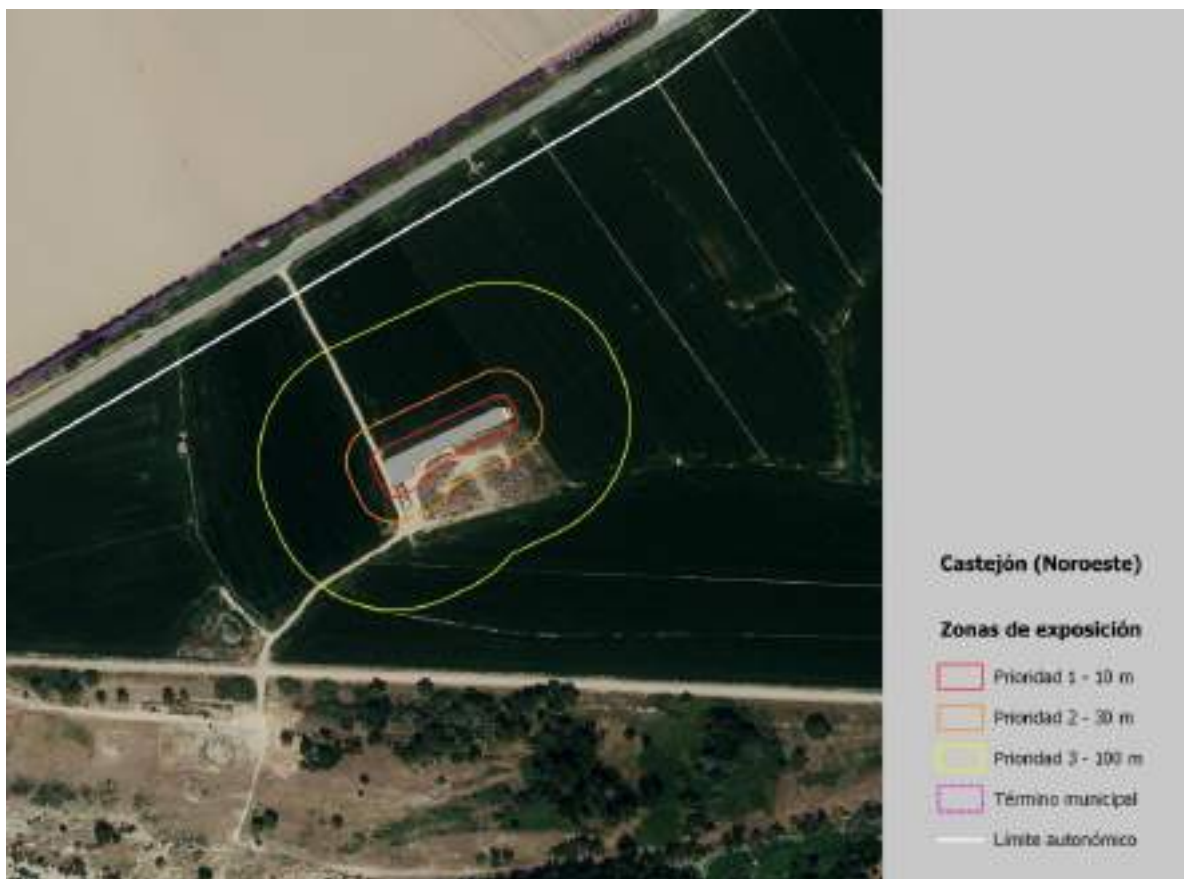 Castejón (Noroeste)
Zonas de exposición
Prioridad 1 - 10 m
Prioridad 2 - 30 m
Prioridad 3 - 100 m
Término municipal
Límite autonómico